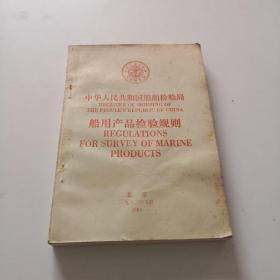 中华人民共和国船舶检验局
REGISTER OF SHIPPING OF
THE PEOPLE'S REPUBLIC OF CHINA
船用产品检验规则
REGULATIONS
FOR SURVEY OF MARINE
PRODUCTS
北京